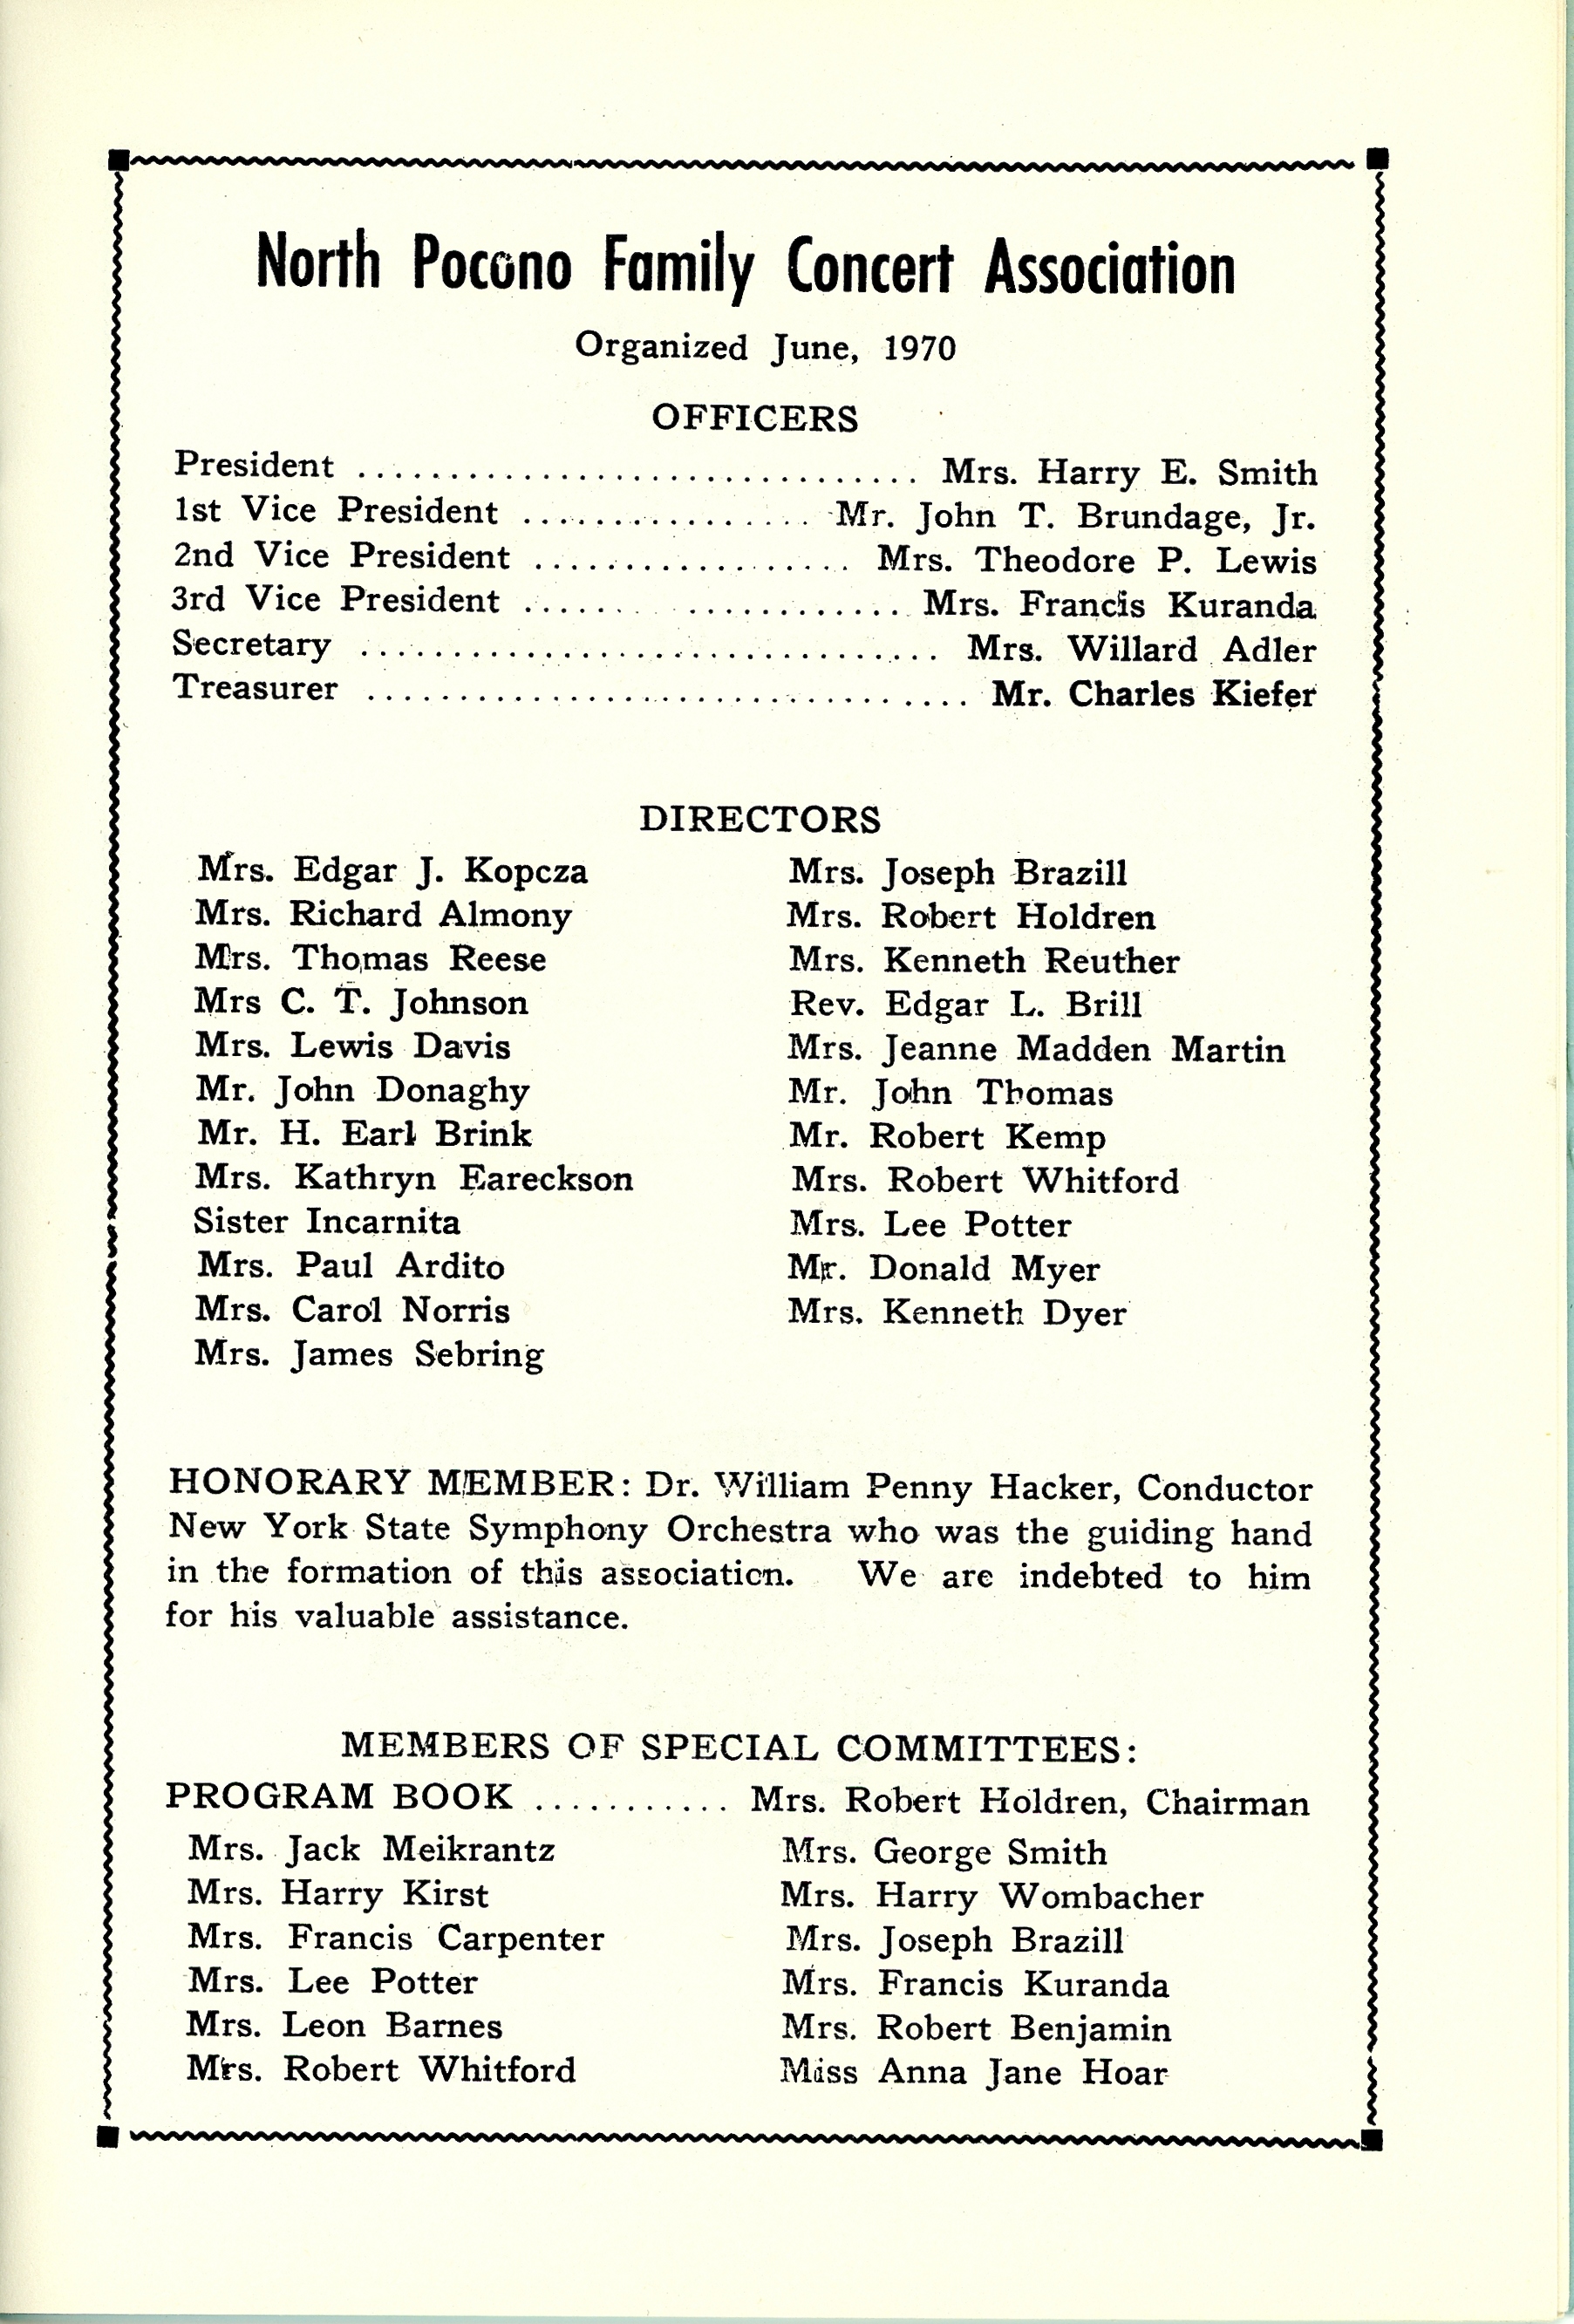 North Pocono Family Concert Association
Organized June, 1970
OFFICERS
President ............................... Mrs. Harry E. Smith
1st Vice President ................ Mr. John T. Brundage, Jr.
2nd Vice President .................. Mrs. Theodore P. Lewis
3rd Vice President ..................... Mrs. Francis Kuranda
Secretary ................................ Mrs. Willard Adler
Treasurer .................................. Mr. Charles Kiefer
DIRECTORS
Mrs. Edgar J. Kopcza
Mrs. Richard Almony
Mrs. Thomas Reese
Mrs C. T. Johnson
Mrs. Lewis Davis
Mr. John Donaghy
Mr. H. Earl Brink
Mrs. Kathryn Eareckson
Sister Incarnita
Mrs. Paul Ardito
Mrs. Carol Norris
Mrs. James Sebring
Mrs. Joseph Brazill
Mrs. Robert Holdren
Mrs. Kenneth Reuther
Rev. Edgar L. Brill
Mrs. Jeanne Madden Martin
Mr. John Thomas
Mr. Robert Kemp
Mrs. Robert Whitford
Mrs. Lee Potter
Mr. Donald Myer
Mrs. Kenneth Dyer
HONORARY MEMBER: Dr. William Penny Hacker, Conductor
New York State Symphony Orchestra who was the guiding hand
in the formation of this association. We are indebted to him
for his valuable assistance.
MEMBERS OF SPECIAL COMMITTEES:
PROGRAM BOOK ........... Mrs. Robert Holdren, Chairman
Mrs. Jack Meikrantz
Mrs. Harry Kirst
Mrs. Francis Carpenter
Mrs. Lee Potter
Mrs. Leon Barnes
Mrs. Robert Whitford
Mrs. George Smith
Mrs. Harry Wombacher
Mrs. Joseph Brazill
Mrs. Francis Kuranda
Mrs. Robert Benjamin
Miss Anna Jane Hoar